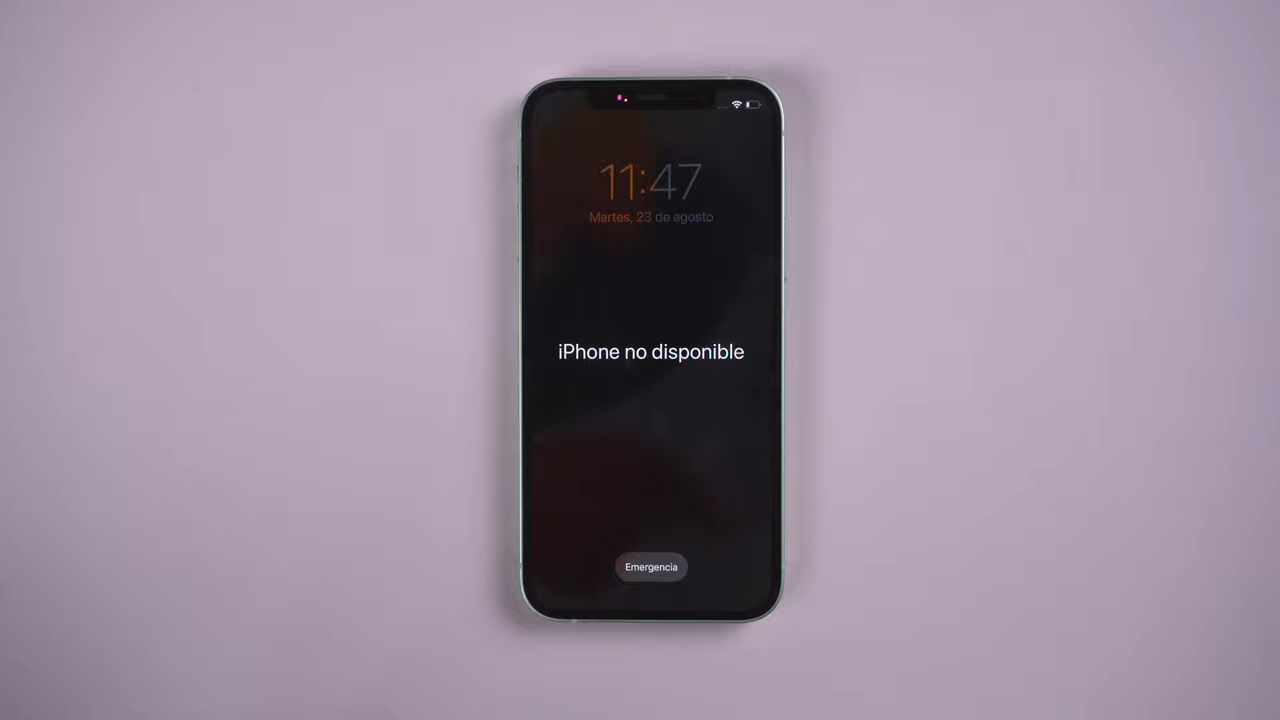 11:47
Martes, 23 de agosto
iPhone no disponible
Emergencia